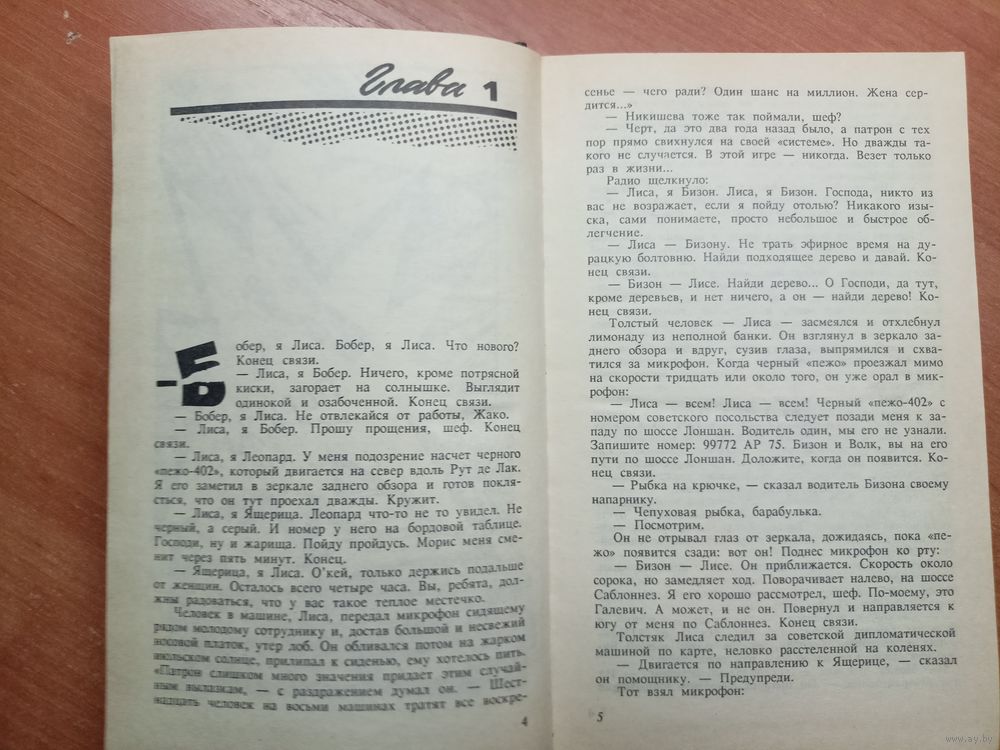 Глава 1
– Бобер, я Лиса. Бобер, я Лиса. Что нового?
Конец связи.
— Лиса, я Бобер. Ничего, кроме потрясной
киски, загорает на солнышке. Выглядит
одинокой и озабоченной. Конец связи.
— Бобер, я Лиса. Не отвлекайся от работы, Жако.
— Лиса, я Бобер. Прошу прощения, шеф. Конец
связи.
— Лиса, я Леопард. У меня подозрение насчет черного
«пежо-402», который двигается на север вдоль Рут де Лак.
Я его заметил в зеркале заднего обзора и готов покля-
сться, что он тут проехал дважды. Кружит.
— Лиса, я Ящерица. Леопард что-то не то увидел. Не
черный, а серый. И номер у него на бордовой таблице.
Господи, ну и жарища. Пойду пройдусь. Морис меня сме-
нит через пять минут. Конец.
— Ящерица, я Лиса. О'кей, только держись подальше
от женщин. Осталось всего четыре часа. Вы, ребята, дол-
жны радоваться, что у вас такое теплое местечко.
Человек в машине, Лиса, передал микрофон сидящему
рядом молодому сотруднику и, достав большой и несвежий
носовой платок, утер лоб. Он обливался потом на жарком
июльском солнце, прилипал к сиденью, ему хотелось пить.
«Патрон слишком много значения придает этим случай-
ным вылазкам, — с раздражением думал он. — Шест-
надцать человек на восьми машинах тратят все воскре-
4
сенье — чего ради? Один шанс на миллион. Жена сер-
дится...»
— Никишева тоже так поймали, шеф?
— Черт, да это два года назад было, а патрон с тех
пор прямо свихнулся на своей «системе». Но дважды та-
кого не случается. В этой игре — никогда. Везет только
раз в жизни...
Радио щелкнуло:
— Лиса, я Бизон. Лиса, я Бизон. Господа, никто из
вас не возражает, если я пойду отолью? Никакого изы-
ска, сами понимаете, просто небольшое и быстрое об-
легчение.
— Лиса — Бизону. Не трать эфирное время на ду-
рацкую болтовню. Найди подходящее дерево и давай. Ко-
нец связи.
— Бизон — Лисе. Найди дерево... О Господи, да тут,
кроме деревьев, и нет ничего, а он — найди дерево! Ко-
нец связи.
Толстый человек — Лиса — засмеялся и отхлебнул
лимонаду из неполной банки. Он взглянул в зеркало за-
днего обзора и вдруг, сузив глаза, выпрямился и схва-
тился за микрофон. Когда черный «пежо» проезжал мимо
на скорости тридцать или около того, он уже орал в мик-
рофон:
— Лиса — всем! Лиса — всем! Черный «пежо-402» с
номером советского посольства следует позади меня к за-
паду по шоссе Лоншан. Водитель один, мы его не узнали.
Запишите номер: 99772 АР 75. Бизон и Волк, вы на его
пути по шоссе Лоншан. Доложите, когда он появится. Ко-
нец связи.
— Рыбка на крючке, — сказал водитель Бизона своему
напарнику.
— Чепуховая рыбка, барабулька.
— Посмотрим.
Он не отрывал глаз от зеркала, дожидаясь, пока «пе-
жо» появится сзади: вот он! Поднес микрофон ко рту:
— Бизон — Лисе. Он приближается. Скорость около
сорока, но замедляет ход. Поворачивает налево, на шоссе
Саблоннез. Я его хорошо рассмотрел, шеф. По-моему, это
Галевич. А может, и не он. Повернул и направляется к
югу от меня по Саблоннез. Конец связи.
Толстяк Лиса следил за советской дипломатической
машиной по карте, неловко расстеленной на коленях.
— Двигается по направлению к Ящерице, — сказал
он помощнику. — Предупреди.
Тот взял микрофон:
5
www.ay.by